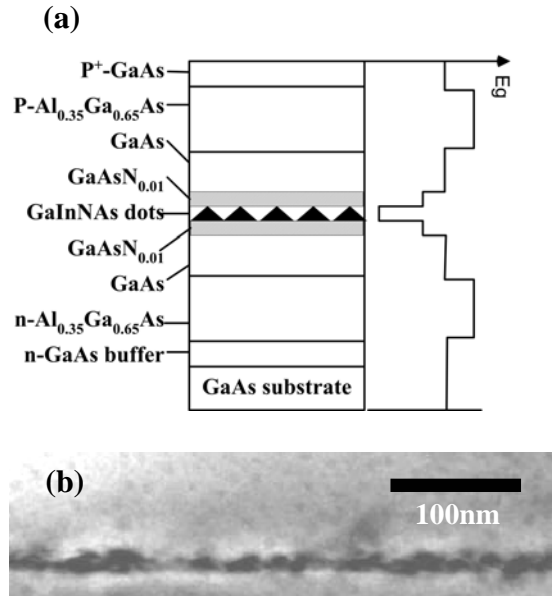 (a)
P⁺-GaAs
Eg
P-Al₀.₃₅Ga₀.₆₅As
GaAs
GaAsN₀.₀₁
GaInNAs dots
GaAsN₀.₀₁
GaAs
n-Al₀.₃₅Ga₀.₆₅As
n-GaAs buffer
GaAs substrate
(b)
100nm